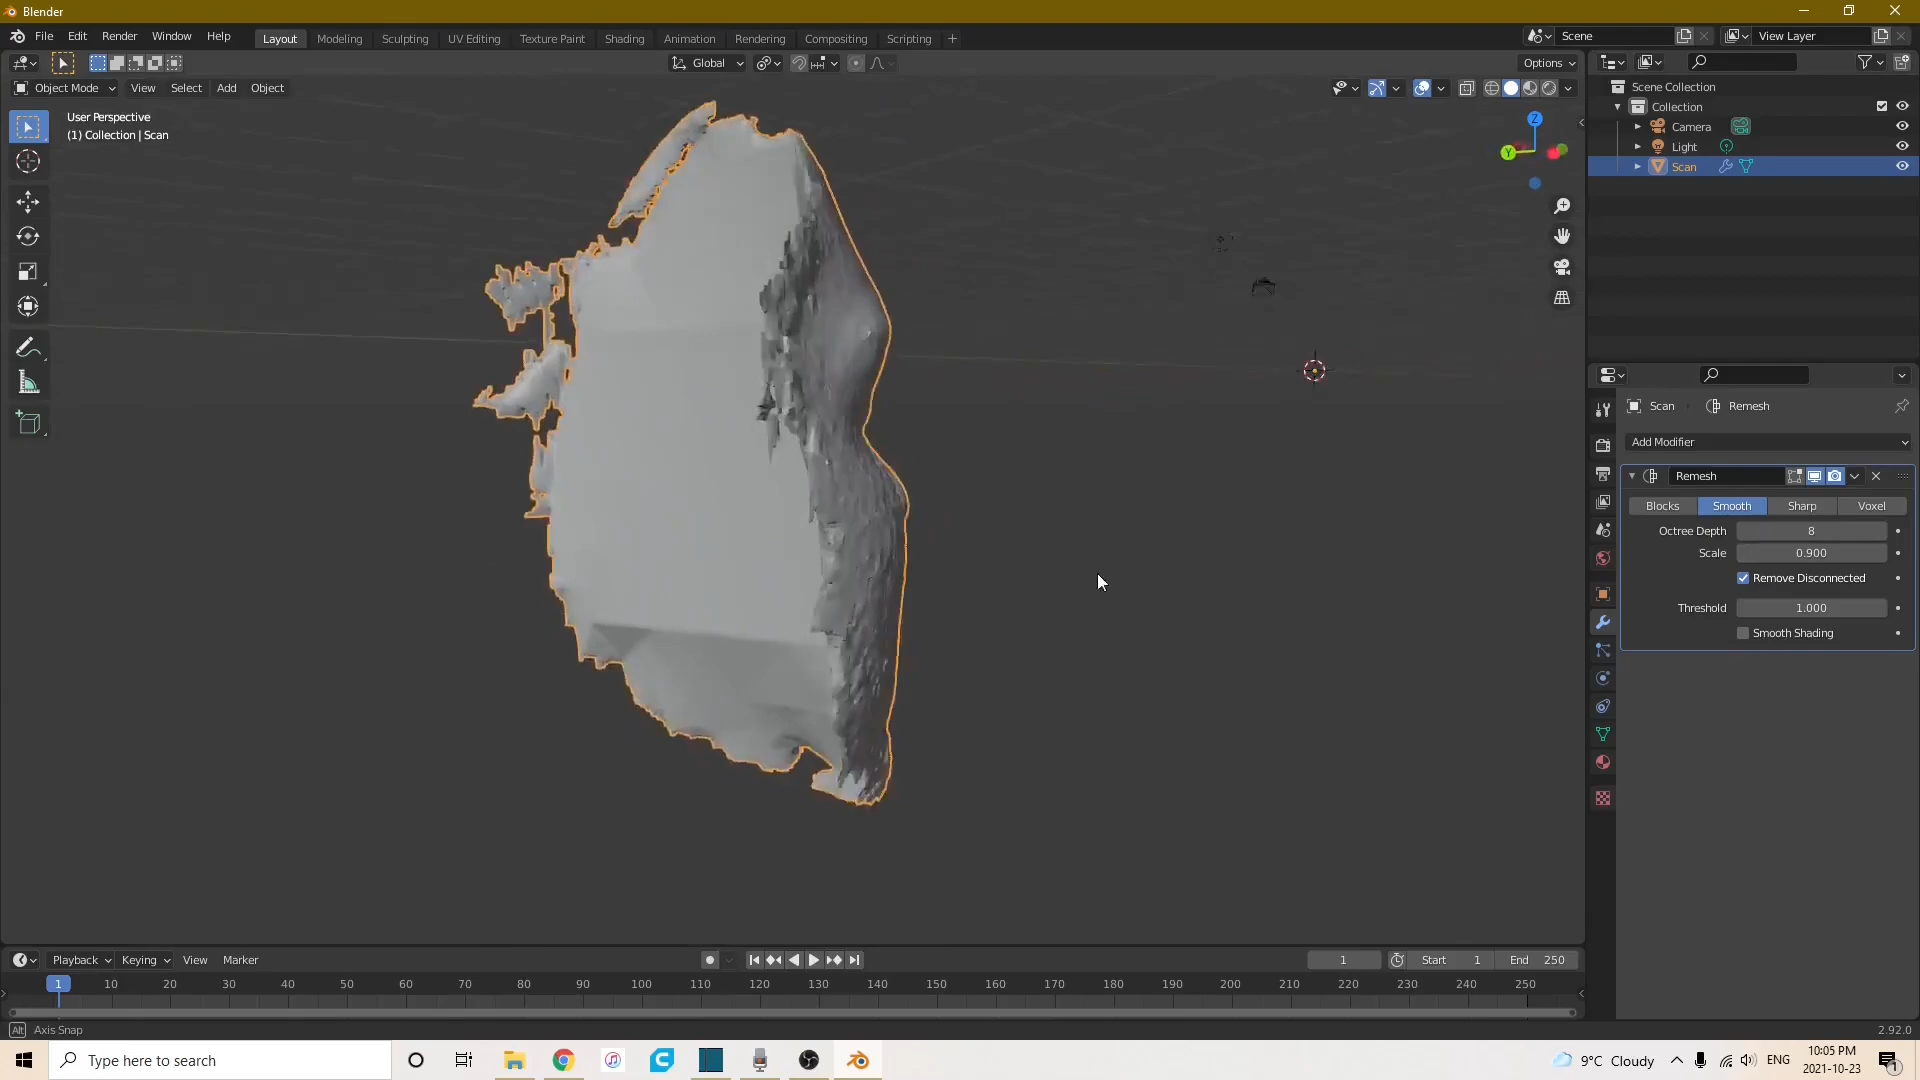 Blender
File Edit Render Window Help
Layout Modeling Sculpting UV Editing Texture Paint Shading Animation Rendering Compositing Scripting
Scene
View Layer
Global
Options
Object Mode View Select Add Object
User Perspective
(1) Collection | Scan
Z
Y
Scene Collection
Collection
Camera
Light
Scan
Scan Remesh
Add Modifier
Remesh
Blocks Smooth Sharp Voxel
Octree Depth 8
Scale 0.900
Remove Disconnected
Threshold 1.000
Smooth Shading
Playback Keying View Marker
1 Start 1 End 250
1 10 20 30 40 50 60 70 80 90 100 110 120 130 140 150 160 170 180 190 200 210 220 230 240 250
Alt Axis Snap
2.92.0
Type here to search
9°C Cloudy
ENG
10:05 PM
2021-10-23
1